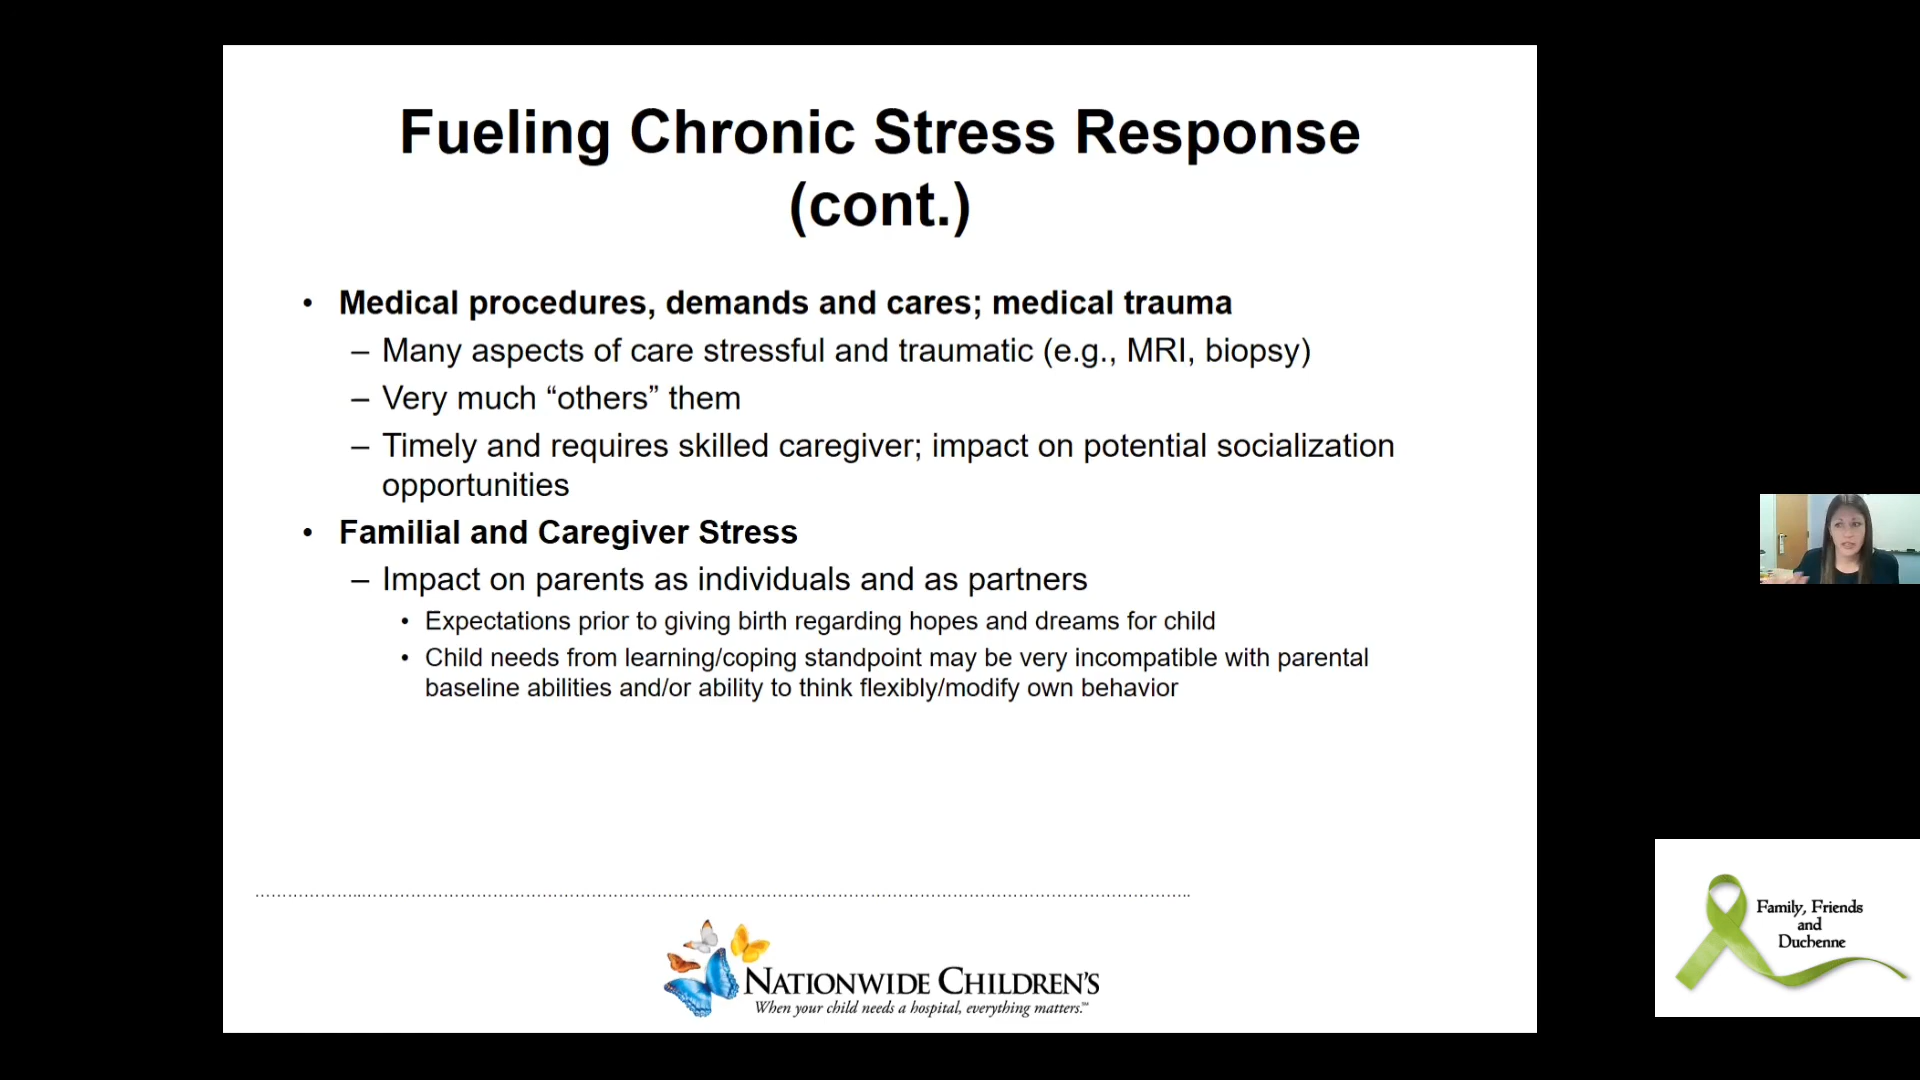 Fueling Chronic Stress Response
(cont.)
• Medical procedures, demands and cares; medical trauma
– Many aspects of care stressful and traumatic (e.g., MRI, biopsy)
– Very much “others” them
– Timely and requires skilled caregiver; impact on potential socialization
opportunities
• Familial and Caregiver Stress
– Impact on parents as individuals and as partners
• Expectations prior to giving birth regarding hopes and dreams for child
• Child needs from learning/coping standpoint may be very incompatible with parental
baseline abilities and/or ability to think flexibly/modify own behavior
NATIONWIDE CHILDREN'S
When your child needs a hospital, everything matters.℠
Family, Friends
and
Duchenne